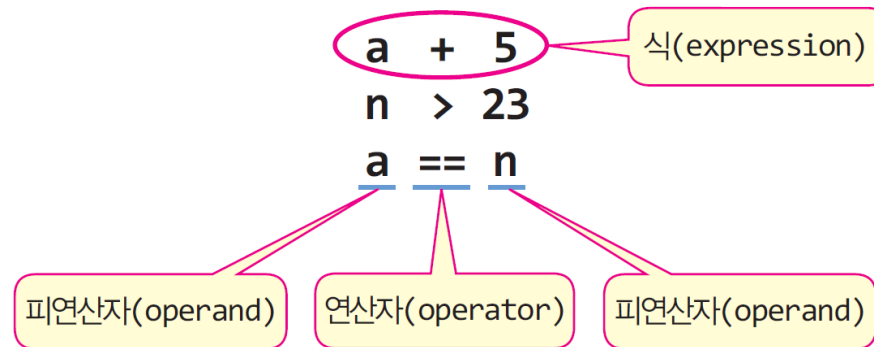 a + 5
식(expression)
n > 23
a == n
피연산자(operand)
연산자(operator)
피연산자(operand)